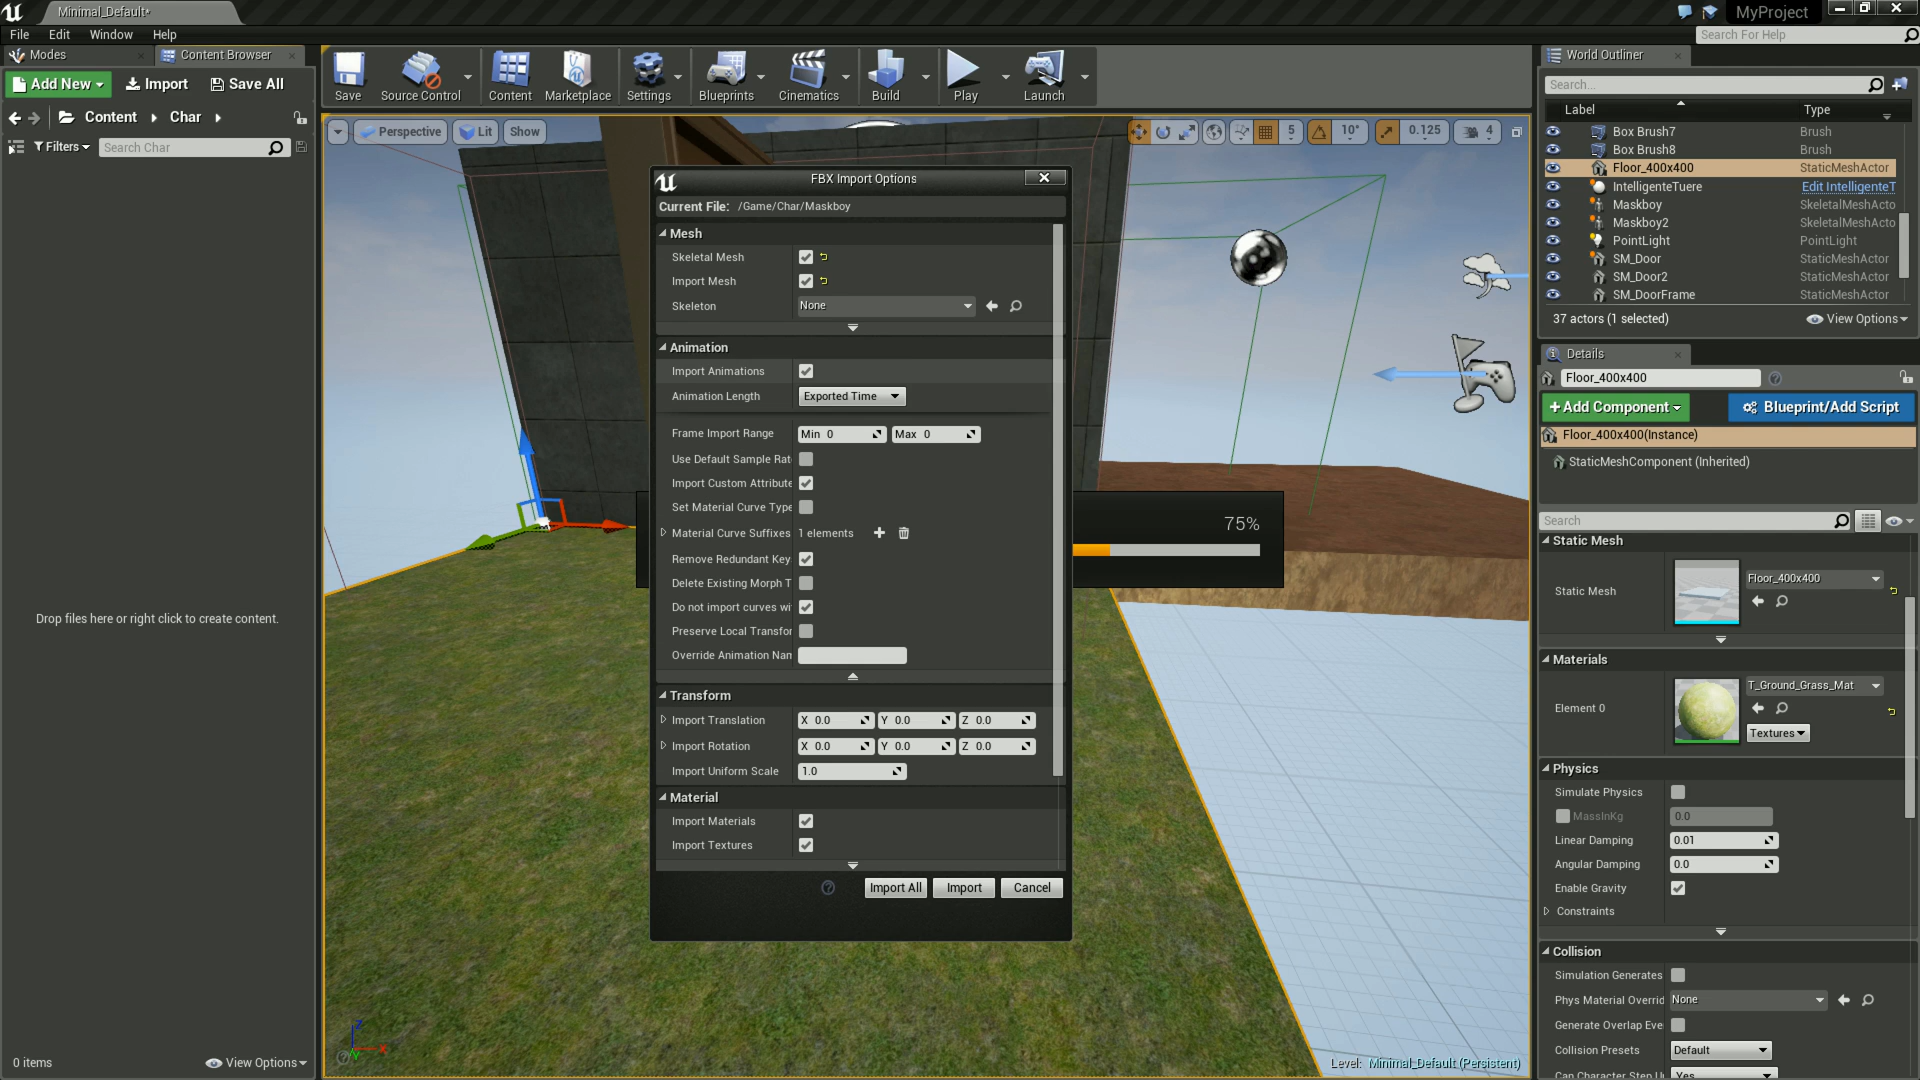 Minimal_Default*
MyProject
File Edit Window Help
Search For Help
Modes
Content Browser
Add New
Import
Save All
Content
Char
Filters
Search Char
Drop files here or right click to create content.
0 items
View Options
Save
Source Control
Content
Marketplace
Settings
Blueprints
Cinematics
Build
Play
Launch
Perspective
Lit
Show
5
10°
0.125
4
FBX Import Options
Current File: /Game/Char/Maskboy
Mesh
Skeletal Mesh
Import Mesh
Skeleton None
Animation
Import Animations
Animation Length Exported Time
Frame Import Range Min 0 Max 0
Use Default Sample Rat
Import Custom Attribute
Set Material Curve Type
Material Curve Suffixes 1 elements
Remove Redundant Key
Delete Existing Morph T
Do not import curves wi
Preserve Local Transfor
Override Animation Nam
Transform
Import Translation X 0.0 Y 0.0 Z 0.0
Import Rotation X 0.0 Y 0.0 Z 0.0
Import Uniform Scale 1.0
Material
Import Materials
Import Textures
Import All
Import
Cancel
75%
Level: Minimal_Default (Persistent)
World Outliner
Search...
Label Type
Box Brush7 Brush
Box Brush8 Brush
Floor_400x400 StaticMeshActor
IntelligenteTuere Edit IntelligenteT
Maskboy SkeletalMeshActo
Maskboy2 SkeletalMeshActo
PointLight PointLight
SM_Door StaticMeshActor
SM_Door2 StaticMeshActor
SM_DoorFrame StaticMeshActor
37 actors (1 selected)
View Options
Details
Floor_400x400
+Add Component
Blueprint/Add Script
Floor_400x400(Instance)
StaticMeshComponent (Inherited)
Search
Static Mesh
Static Mesh
Floor_400x400
Materials
Element 0
T_Ground_Grass_Mat
Textures
Physics
Simulate Physics
MassInKg 0.0
Linear Damping 0.01
Angular Damping 0.0
Enable Gravity
Constraints
Collision
Simulation Generates
Phys Material Overrid None
Generate Overlap Eve
Collision Presets Default
Can Character Step U Yes
Z
X
Y